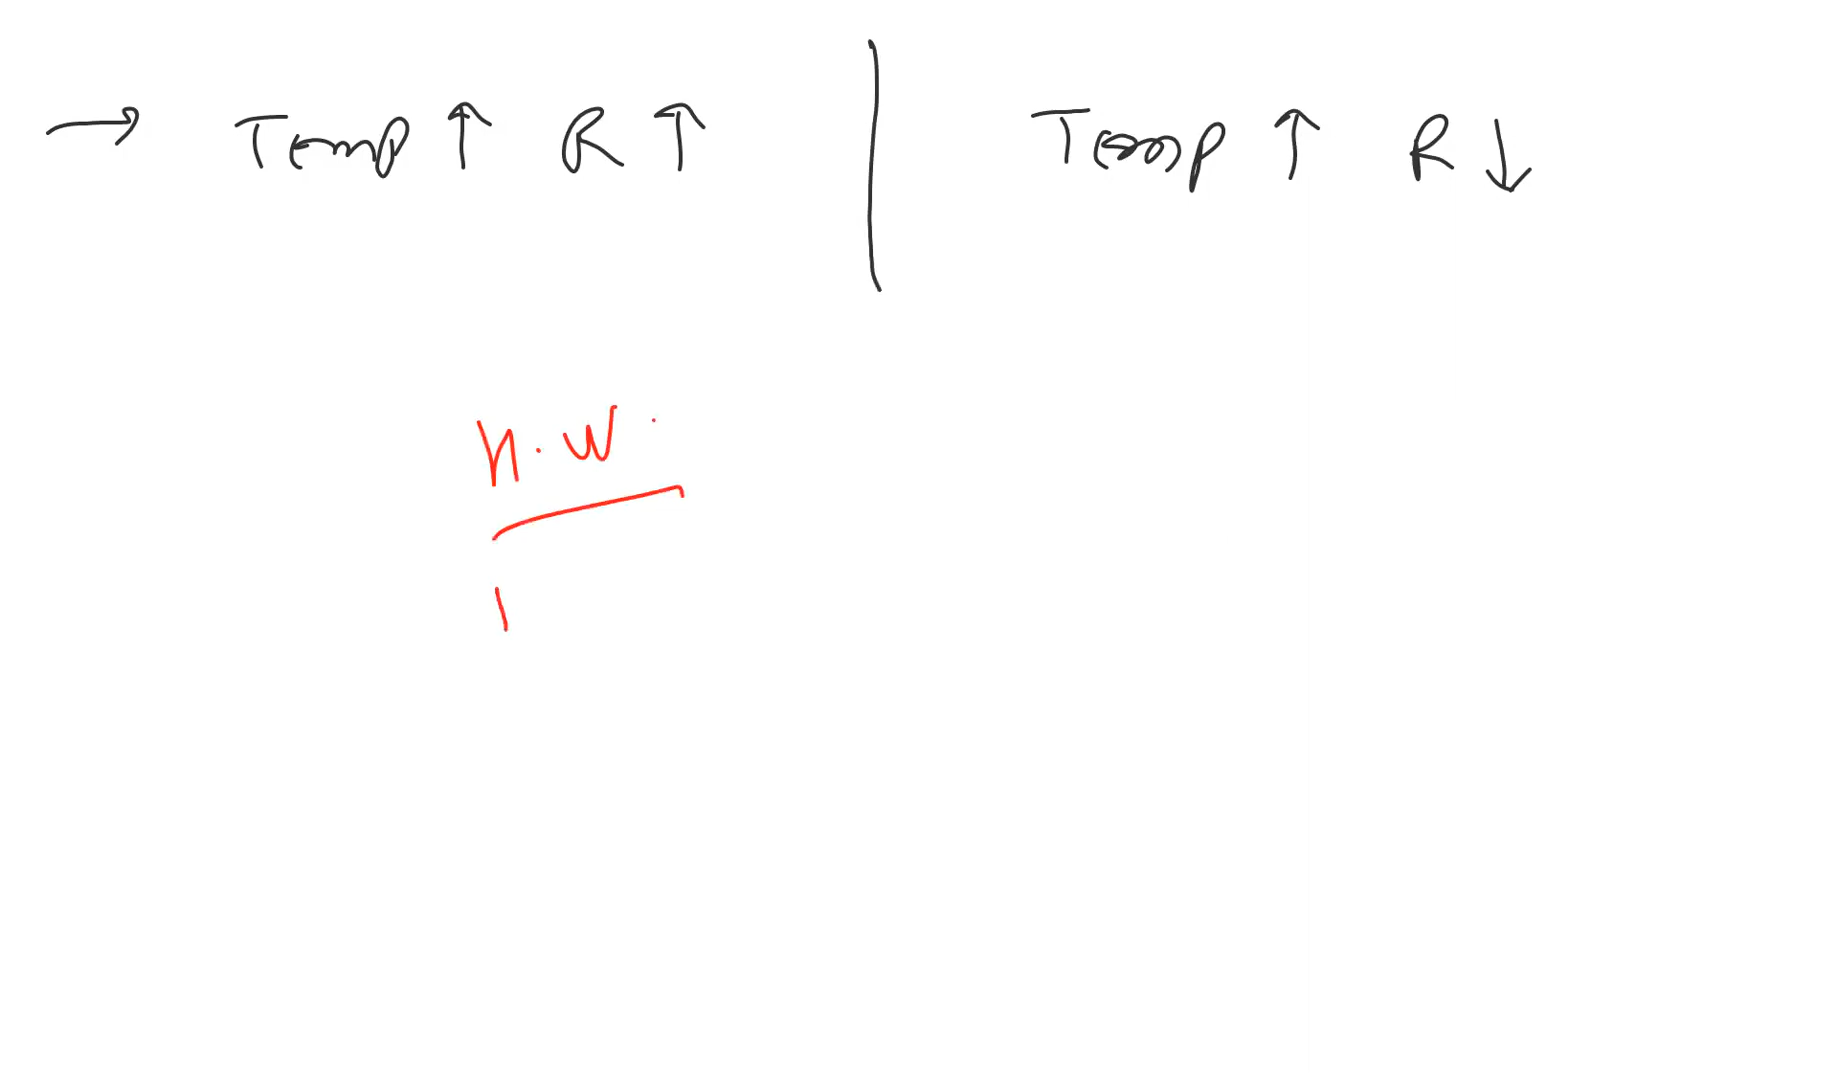 → Temp ↑ R ↑ | Temp ↑ R ↓
H.W.